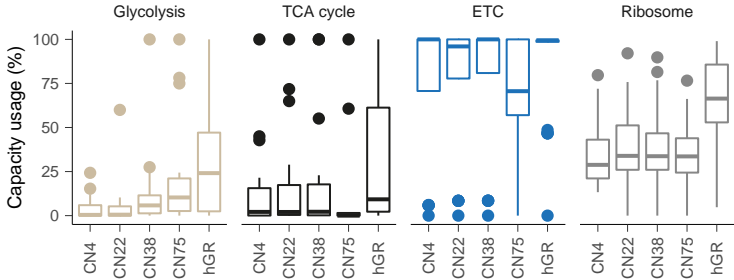 Glycolysis
TCA cycle
ETC
Ribosome
Capacity usage (%)
100
75
50
25
0
CN4
CN22
CN38
CN75
hGR
CN4
CN22
CN38
CN75
hGR
CN4
CN22
CN38
CN75
hGR
CN4
CN22
CN38
CN75
hGR